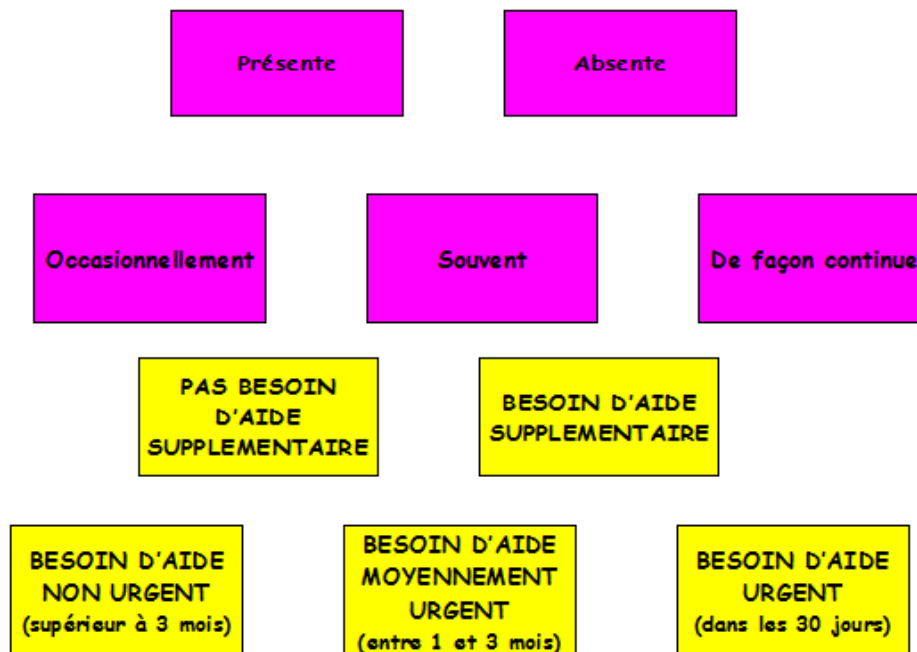 Présente
Absente
Occasionnellement
Souvent
De façon continue
PAS BESOIN
D'AIDE
SUPPLEMENTAIRE
BESOIN D'AIDE
SUPPLEMENTAIRE
BESOIN D'AIDE
NON URGENT
(supérieur à 3 mois)
BESOIN D'AIDE
MOYENNEMENT
URGENT
(entre 1 et 3 mois)
BESOIN D'AIDE
URGENT
(dans les 30 jours)